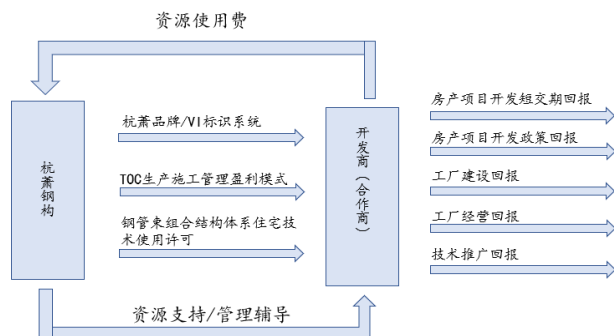 资源使用费
杭萧钢构
杭萧品牌/VI标识系统
TOC生产施工管理盈利模式
钢管束组合结构体系住宅技
术使用许可
开发商（合作商）
房产项目开发短交期回报
房产项目开发政策回报
工厂建设回报
工厂经营回报
技术推广回报
资源支持/管理辅导